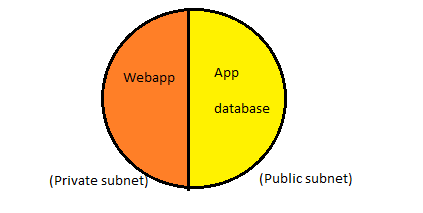 Webapp
App
database
(Private subnet)
(Public subnet)